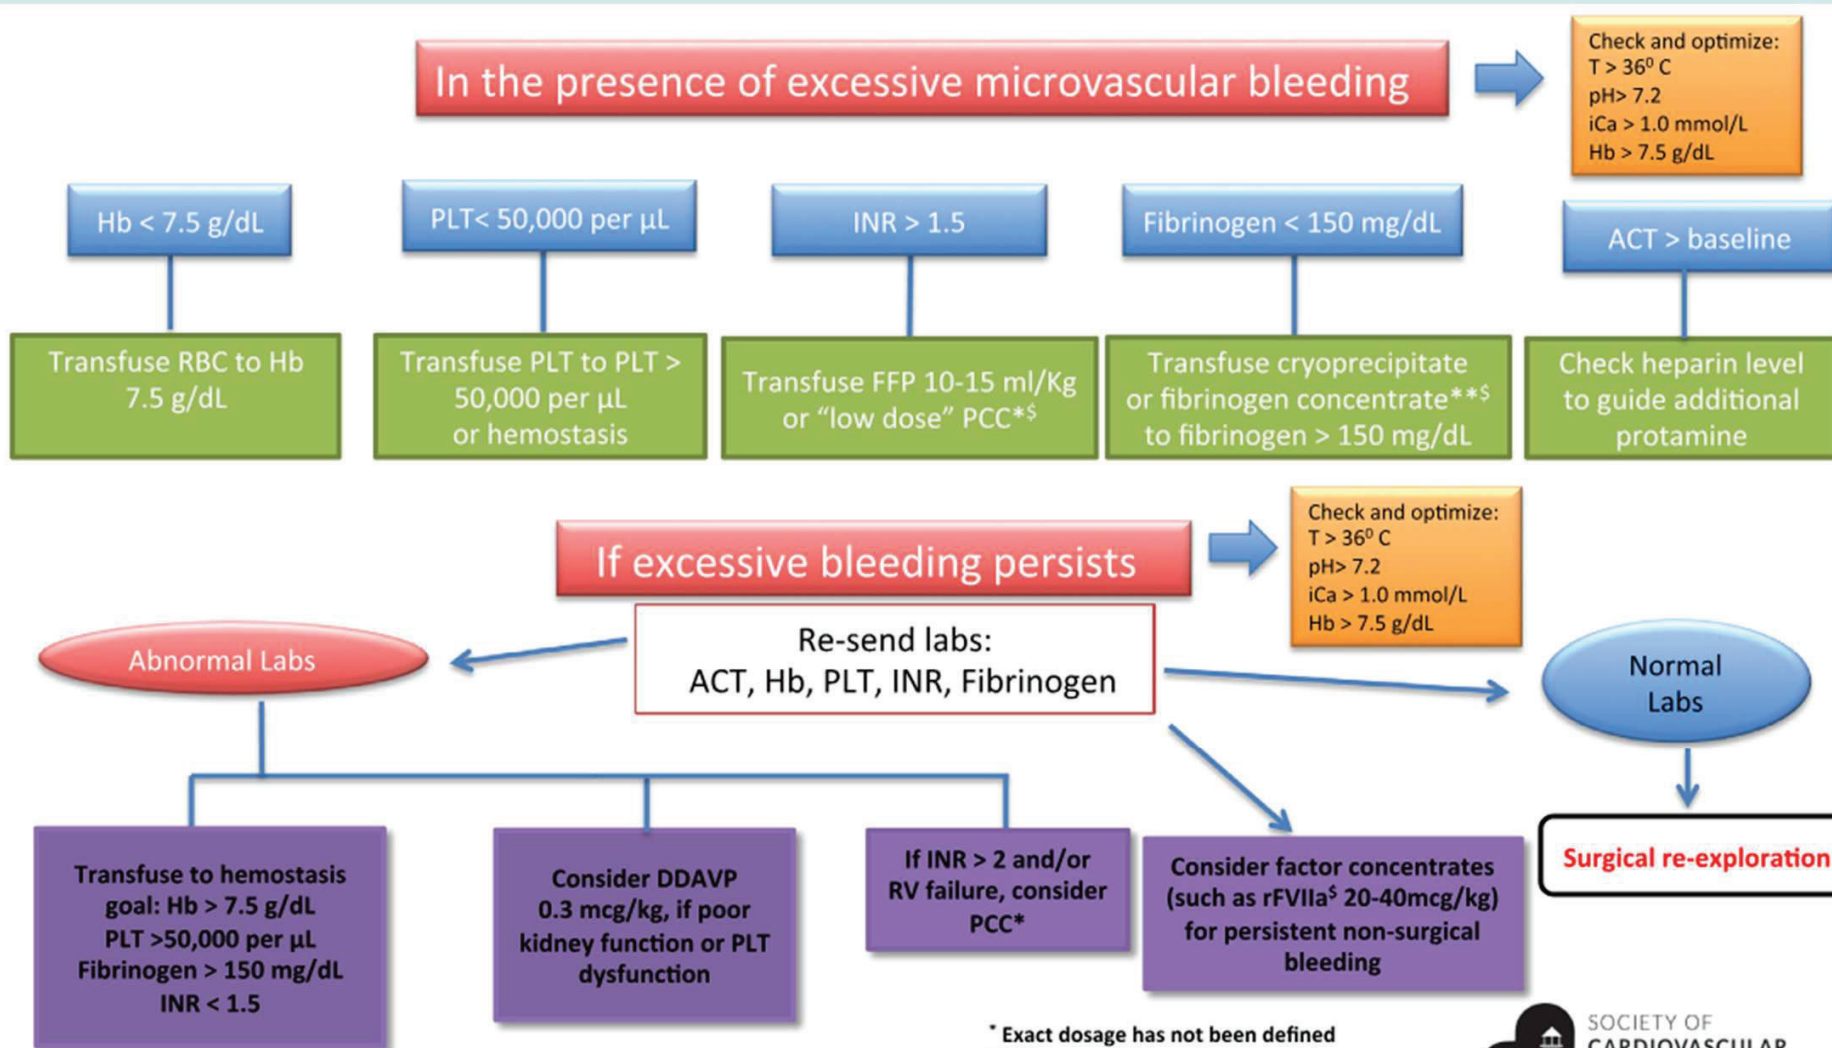 In the presence of excessive microvascular bleeding
Check and optimize:
T > 36⁰ C
pH> 7.2
iCa > 1.0 mmol/L
Hb > 7.5 g/dL
Hb < 7.5 g/dL
PLT< 50,000 per µL
INR > 1.5
Fibrinogen < 150 mg/dL
ACT > baseline
Transfuse RBC to Hb
7.5 g/dL
Transfuse PLT to PLT >
50,000 per µL
or hemostasis
Transfuse FFP 10-15 ml/Kg
or “low dose” PCC*$
Transfuse cryoprecipitate
or fibrinogen concentrate**$
to fibrinogen > 150 mg/dL
Check heparin level
to guide additional
protamine
If excessive bleeding persists
Check and optimize:
T > 36⁰ C
pH> 7.2
iCa > 1.0 mmol/L
Hb > 7.5 g/dL
Re-send labs:
ACT, Hb, PLT, INR, Fibrinogen
Abnormal Labs
Normal
Labs
Transfuse to hemostasis
goal: Hb > 7.5 g/dL
PLT >50,000 per µL
Fibrinogen > 150 mg/dL
INR < 1.5
Consider DDAVP
0.3 mcg/kg, if poor
kidney function or PLT
dysfunction
If INR > 2 and/or
RV failure, consider
PCC*
Consider factor concentrates
(such as rFVIIa$ 20-40mcg/kg)
for persistent non-surgical
bleeding
Surgical re-exploration
* Exact dosage has not been defined
SOCIETY OF
CARDIOVASCULAR